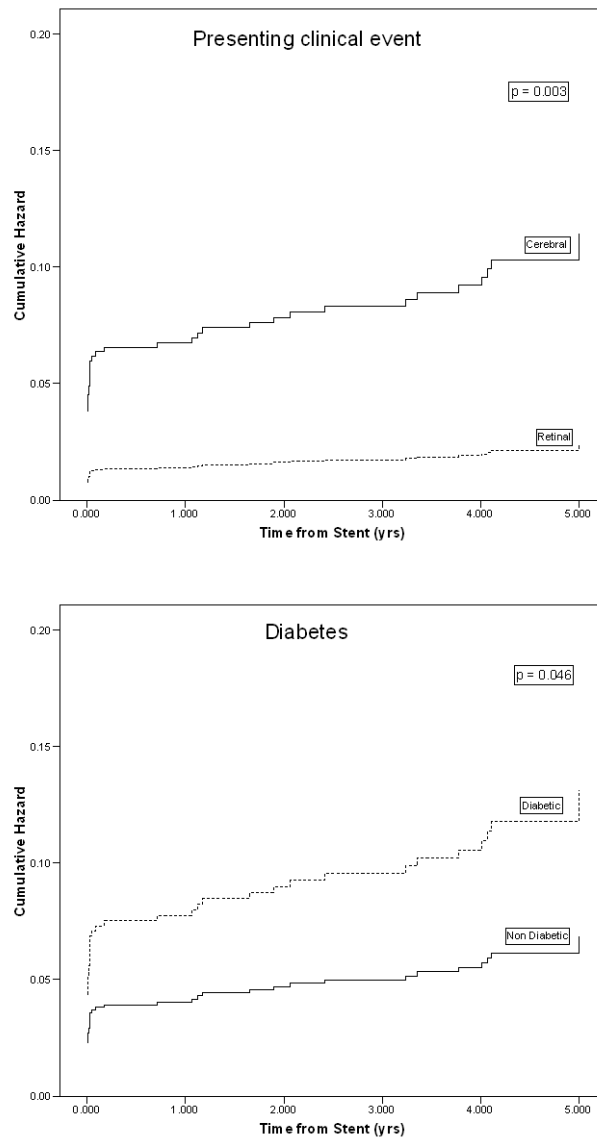 Presenting clinical event
p = 0.003
0.20
0.15
0.10
0.05
0.00
Cumulative Hazard
Cerebral
Retinal
0.000 1.000 2.000 3.000 4.000 5.000
Time from Stent (yrs)
Diabetes
p = 0.046
0.20
0.15
0.10
0.05
0.00
Cumulative Hazard
Diabetic
Non Diabetic
0.000 1.000 2.000 3.000 4.000 5.000
Time from Stent (yrs)